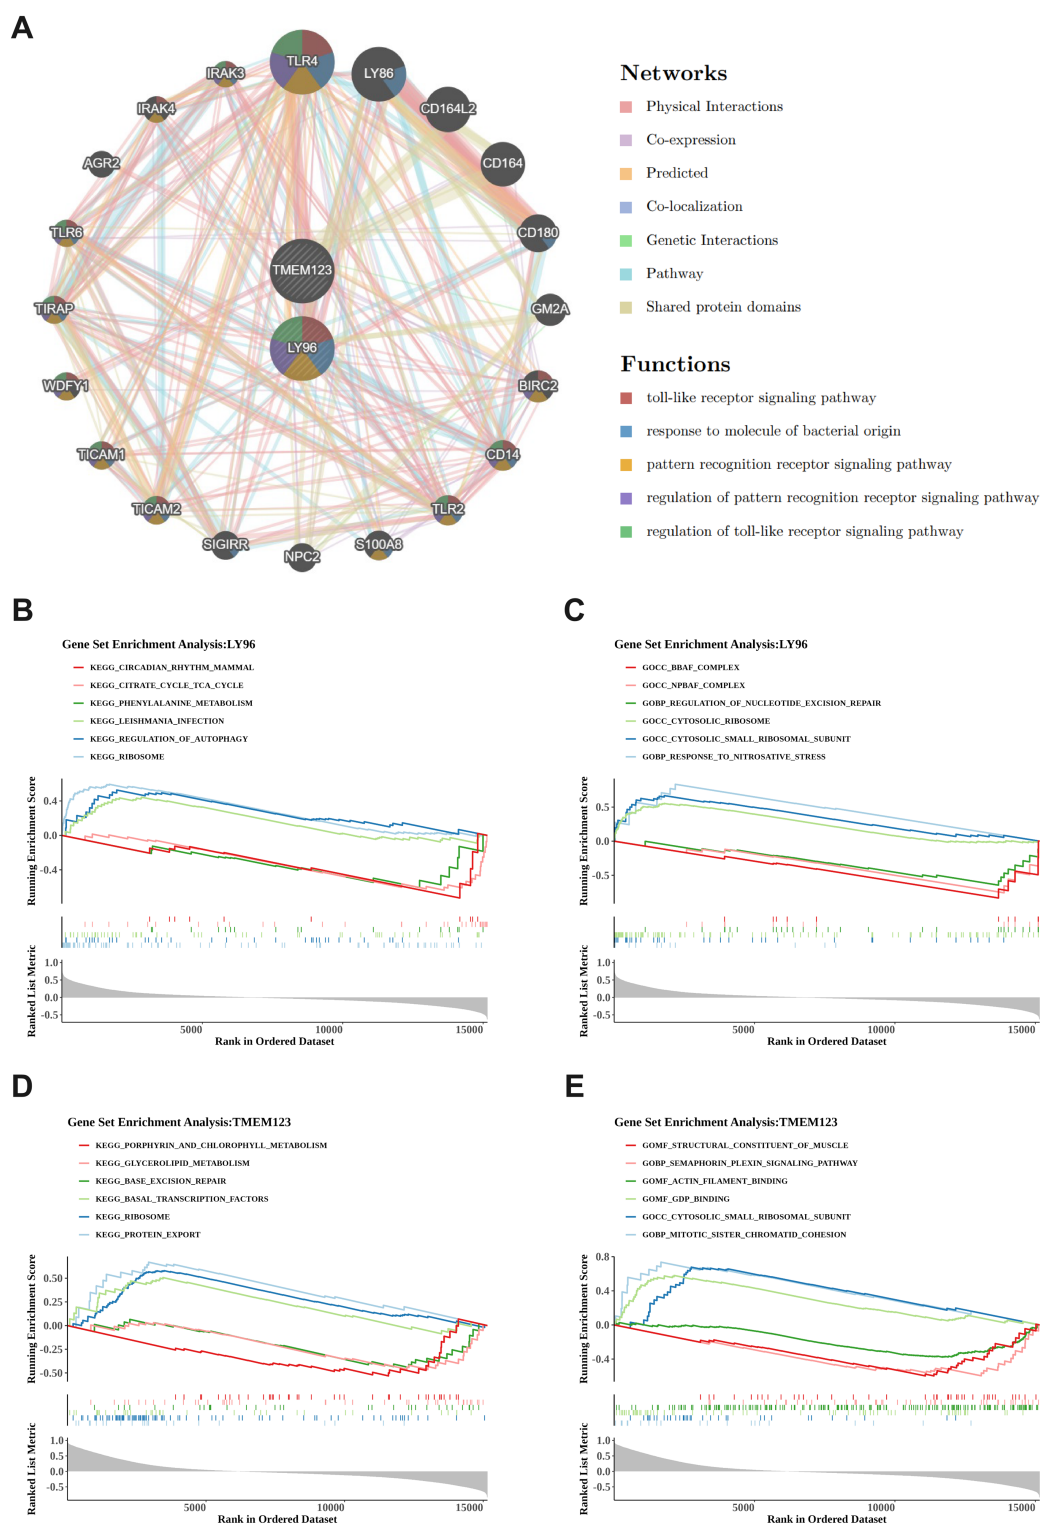 A
TLR4
LY86
IRAK3
CD164L2
IRAK4
AGR2
CD164
TLR6
CD180
TMEM123
TIRAP
GM2A
LY96
WDFY1
BIRC2
TICAM1
CD14
TICAM2
TLR2
SIGIRR
S100A8
NPC2
Networks
Physical Interactions
Co-expression
Predicted
Co-localization
Genetic Interactions
Pathway
Shared protein domains
Functions
toll-like receptor signaling pathway
response to molecule of bacterial origin
pattern recognition receptor signaling pathway
regulation of pattern recognition receptor signaling pathway
regulation of toll-like receptor signaling pathway
B
Gene Set Enrichment Analysis:LY96
KEGG_CIRCADIAN_RHYTHM_MAMMAL
KEGG_CITRATE_CYCLE_TCA_CYCLE
KEGG_PHENYLALANINE_METABOLISM
KEGG_LEISHMANIA_INFECTION
KEGG_REGULATION_OF_AUTOPHAGY
KEGG_RIBOSOME
Running Enrichment Score
0.4
0.0
-0.4
Ranked List Metric
1.0
0.5
0.0
-0.5
5000 10000 15000
Rank in Ordered Dataset
C
Gene Set Enrichment Analysis:LY96
GOCC_BBAF_COMPLEX
GOCC_NPBAF_COMPLEX
GOBP_REGULATION_OF_NUCLEOTIDE_EXCISION_REPAIR
GOCC_CYTOSOLIC_RIBOSOME
GOCC_CYTOSOLIC_SMALL_RIBOSOMAL_SUBUNIT
GOBP_RESPONSE_TO_NITROSATIVE_STRESS
Running Enrichment Score
0.5
0.0
-0.5
Ranked List Metric
1.0
0.5
0.0
-0.5
5000 10000 15000
Rank in Ordered Dataset
D
Gene Set Enrichment Analysis:TMEM123
KEGG_PORPHYRIN_AND_CHLOROPHYLL_METABOLISM
KEGG_GLYCEROLIPID_METABOLISM
KEGG_BASE_EXCISION_REPAIR
KEGG_BASAL_TRANSCRIPTION_FACTORS
KEGG_RIBOSOME
KEGG_PROTEIN_EXPORT
Running Enrichment Score
0.50
0.25
0.00
-0.25
-0.50
Ranked List Metric
1.0
0.5
0.0
-0.5
5000 10000 15000
Rank in Ordered Dataset
E
Gene Set Enrichment Analysis:TMEM123
GOMF_STRUCTURAL_CONSTITUENT_OF_MUSCLE
GOBP_SEMAPHORIN_PLEXIN_SIGNALING_PATHWAY
GOMF_ACTIN_FILAMENT_BINDING
GOMF_GDP_BINDING
GOCC_CYTOSOLIC_SMALL_RIBOSOMAL_SUBUNIT
GOBP_MITOTIC_SISTER_CHROMATID_COHESION
Running Enrichment Score
0.8
0.4
0.0
-0.4
Ranked List Metric
1.0
0.5
0.0
-0.5
5000 10000 15000
Rank in Ordered Dataset